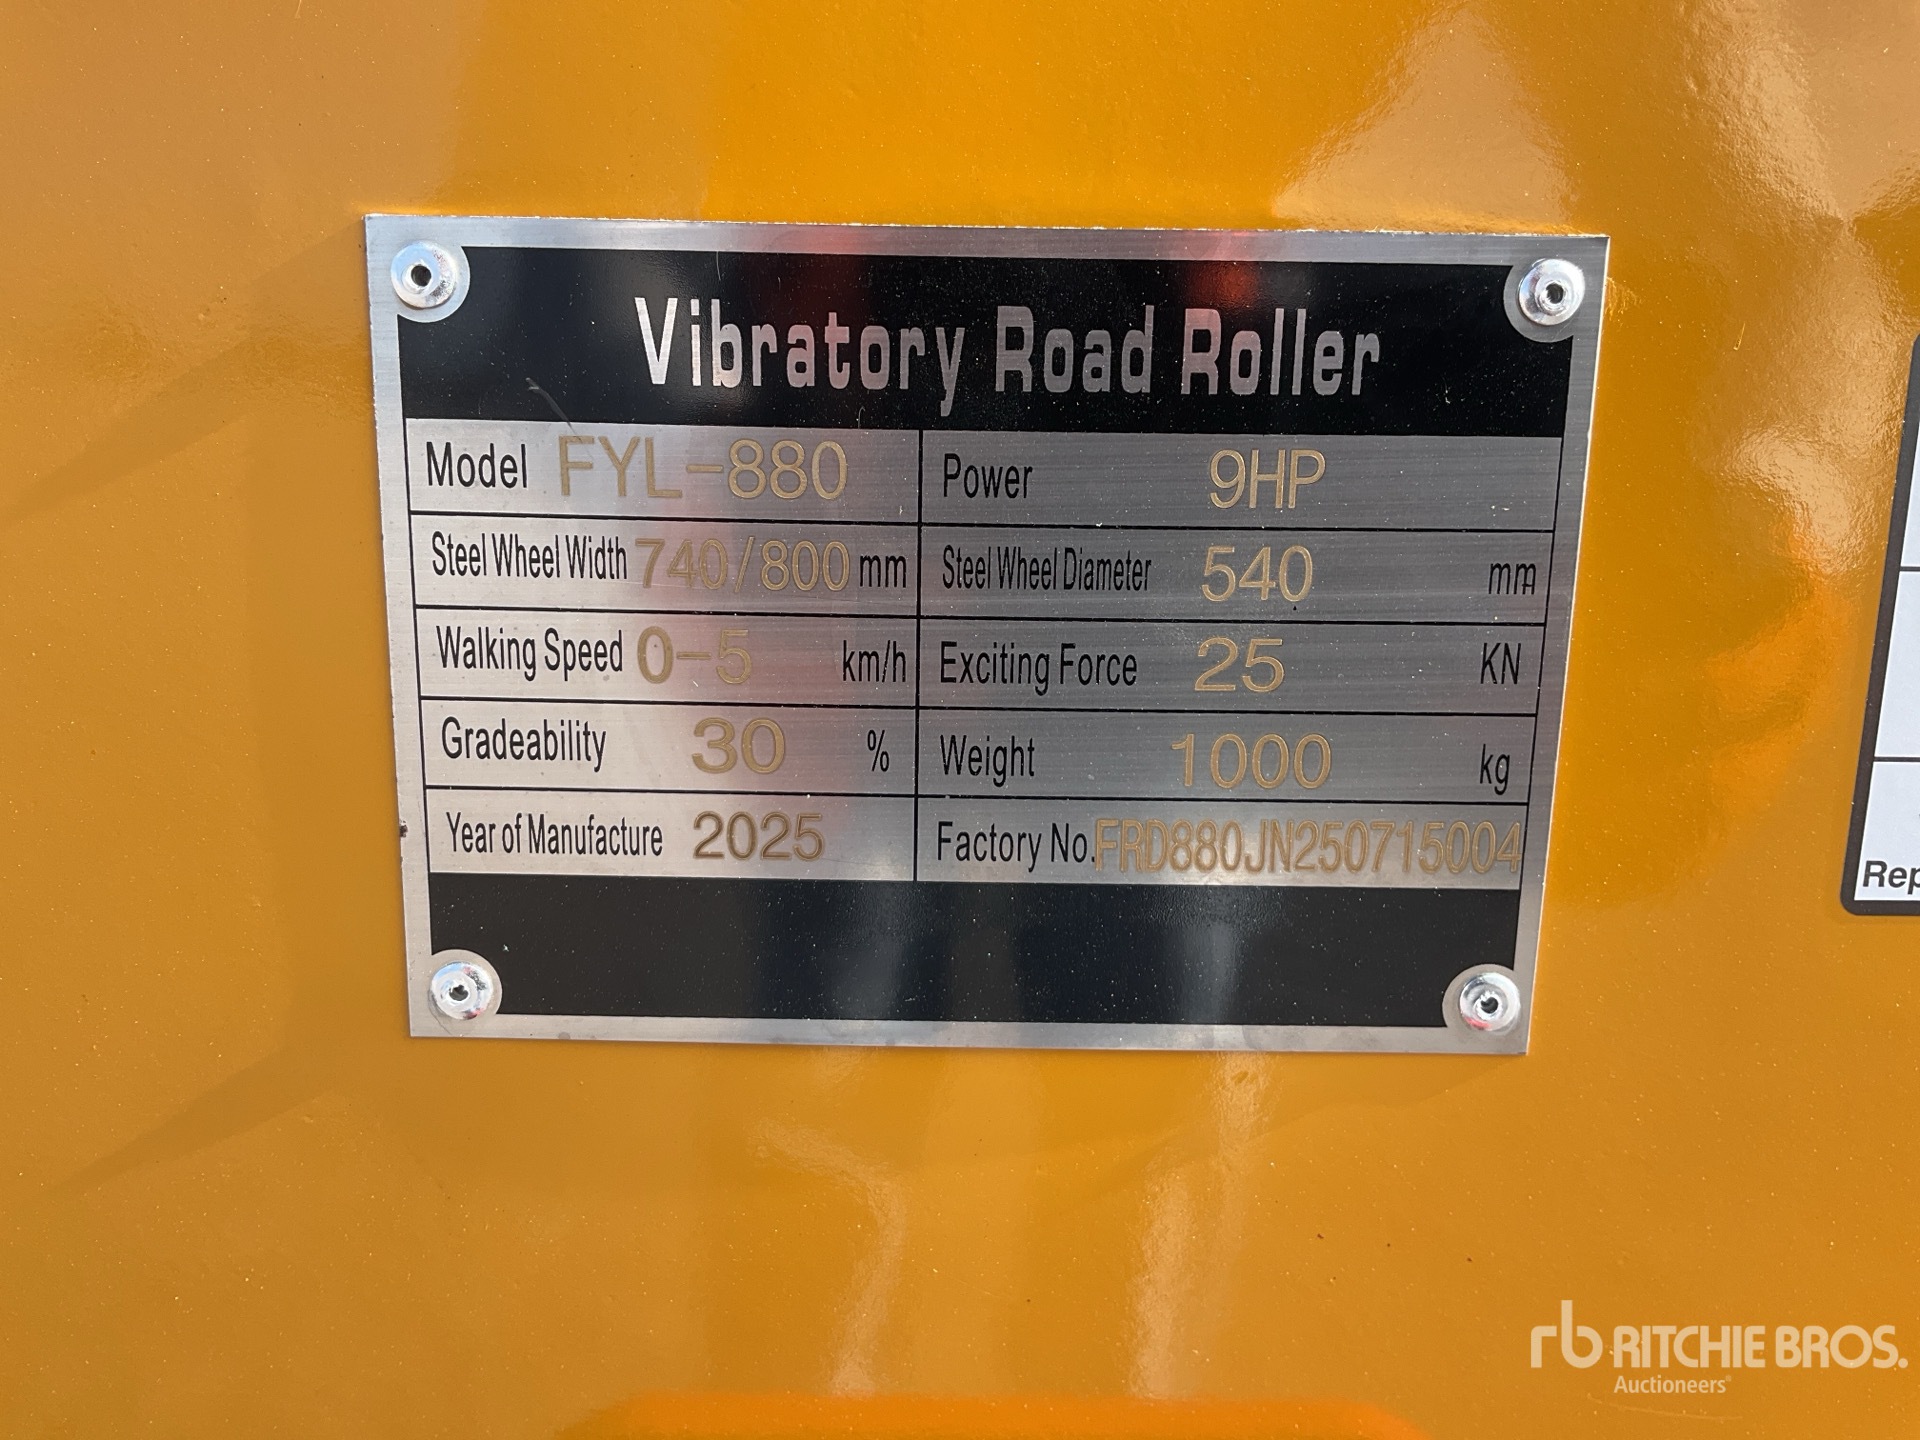 Vibratory Road Roller
Model FYL-880 Power 9HP
Steel Wheel Width 740/800 mm Steel Wheel Diameter 540 mm
Walking Speed 0-5 km/h Exciting Force 25 KN
Gradeability 30 % Weight 1000 kg
Year of Manufacture 2025 Factory No. FRD880JN250715004
Rep
rb RITCHIE BROS.
Auctioneers